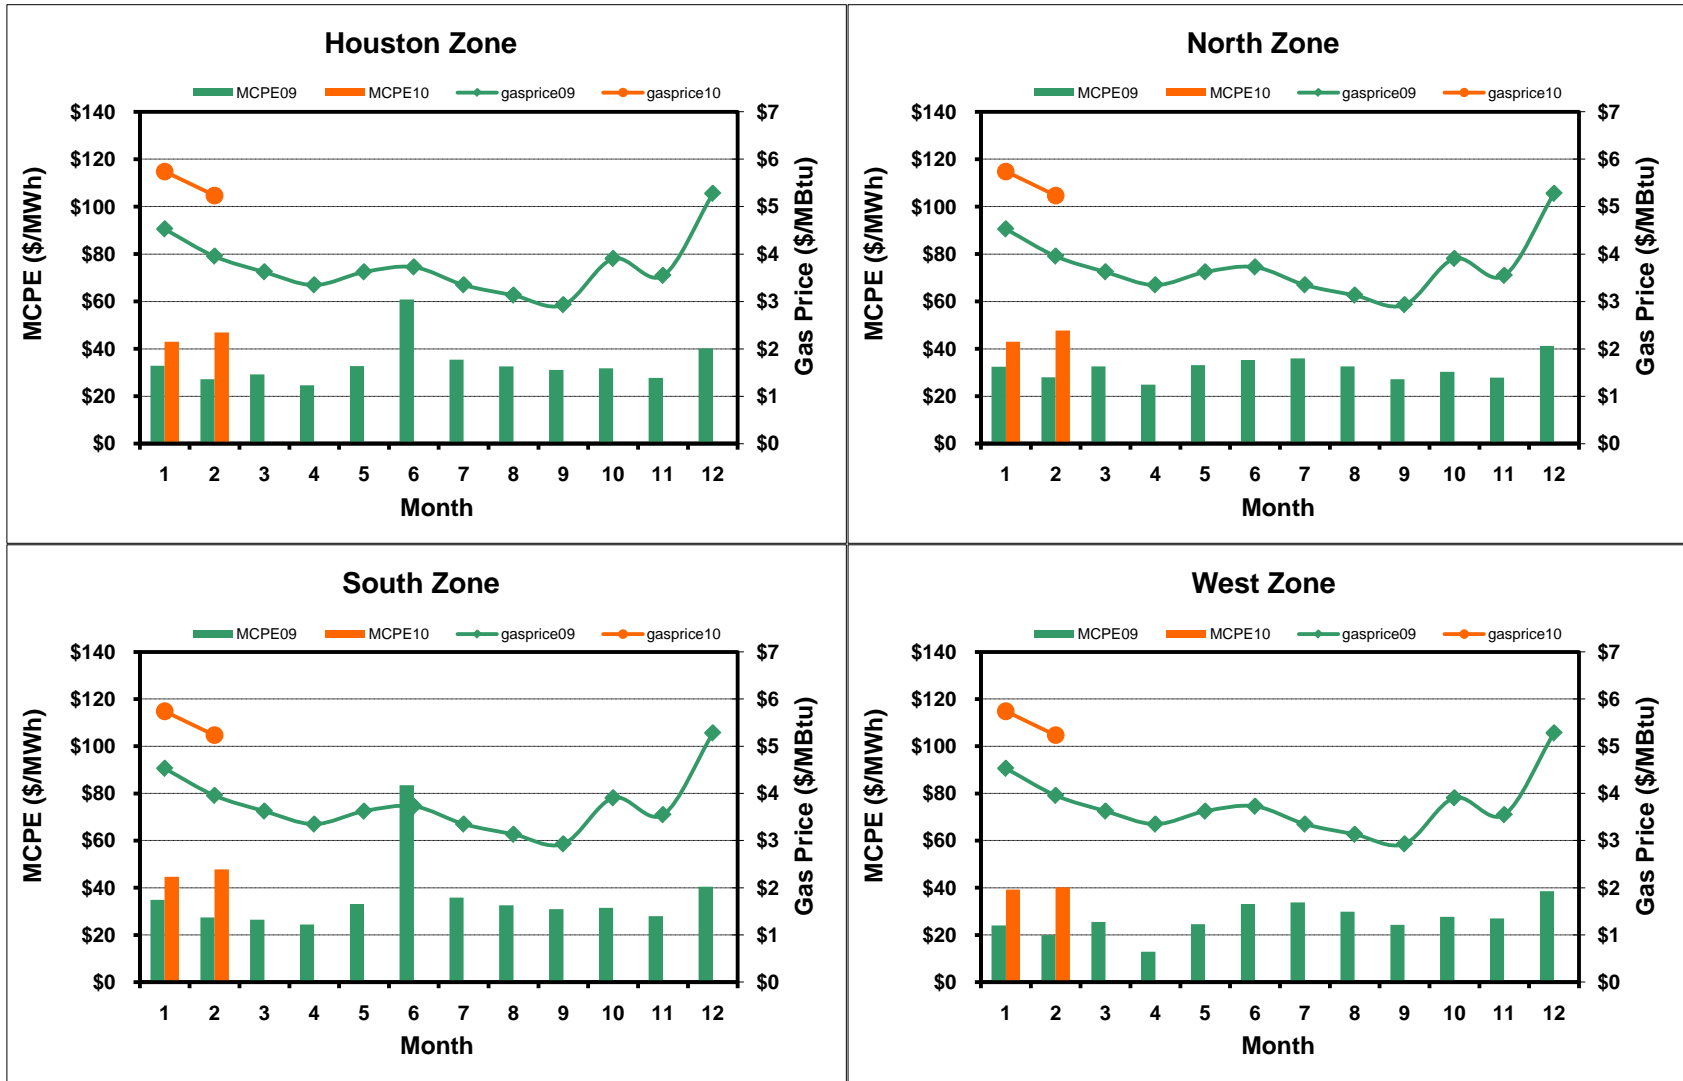 Houston Zone
MCPE09 MCPE10 gasprice09 gasprice10
$140 $7
$120 $6
$100 $5
$80 $4
$60 $3
$40 $2
$20 $1
$0 $0
MCPE ($/MWh)
Gas Price ($/MBtu)
1 2 3 4 5 6 7 8 9 10 11 12
Month
North Zone
MCPE09 MCPE10 gasprice09 gasprice10
$140 $7
$120 $6
$100 $5
$80 $4
$60 $3
$40 $2
$20 $1
$0 $0
MCPE ($/MWh)
Gas Price ($/MBtu)
1 2 3 4 5 6 7 8 9 10 11 12
Month
South Zone
MCPE09 MCPE10 gasprice09 gasprice10
$140 $7
$120 $6
$100 $5
$80 $4
$60 $3
$40 $2
$20 $1
$0 $0
MCPE ($/MWh)
Gas Price ($/MBtu)
1 2 3 4 5 6 7 8 9 10 11 12
Month
West Zone
MCPE09 MCPE10 gasprice09 gasprice10
$140 $7
$120 $6
$100 $5
$80 $4
$60 $3
$40 $2
$20 $1
$0 $0
MCPE ($/MWh)
Gas Price ($/MBtu)
1 2 3 4 5 6 7 8 9 10 11 12
Month